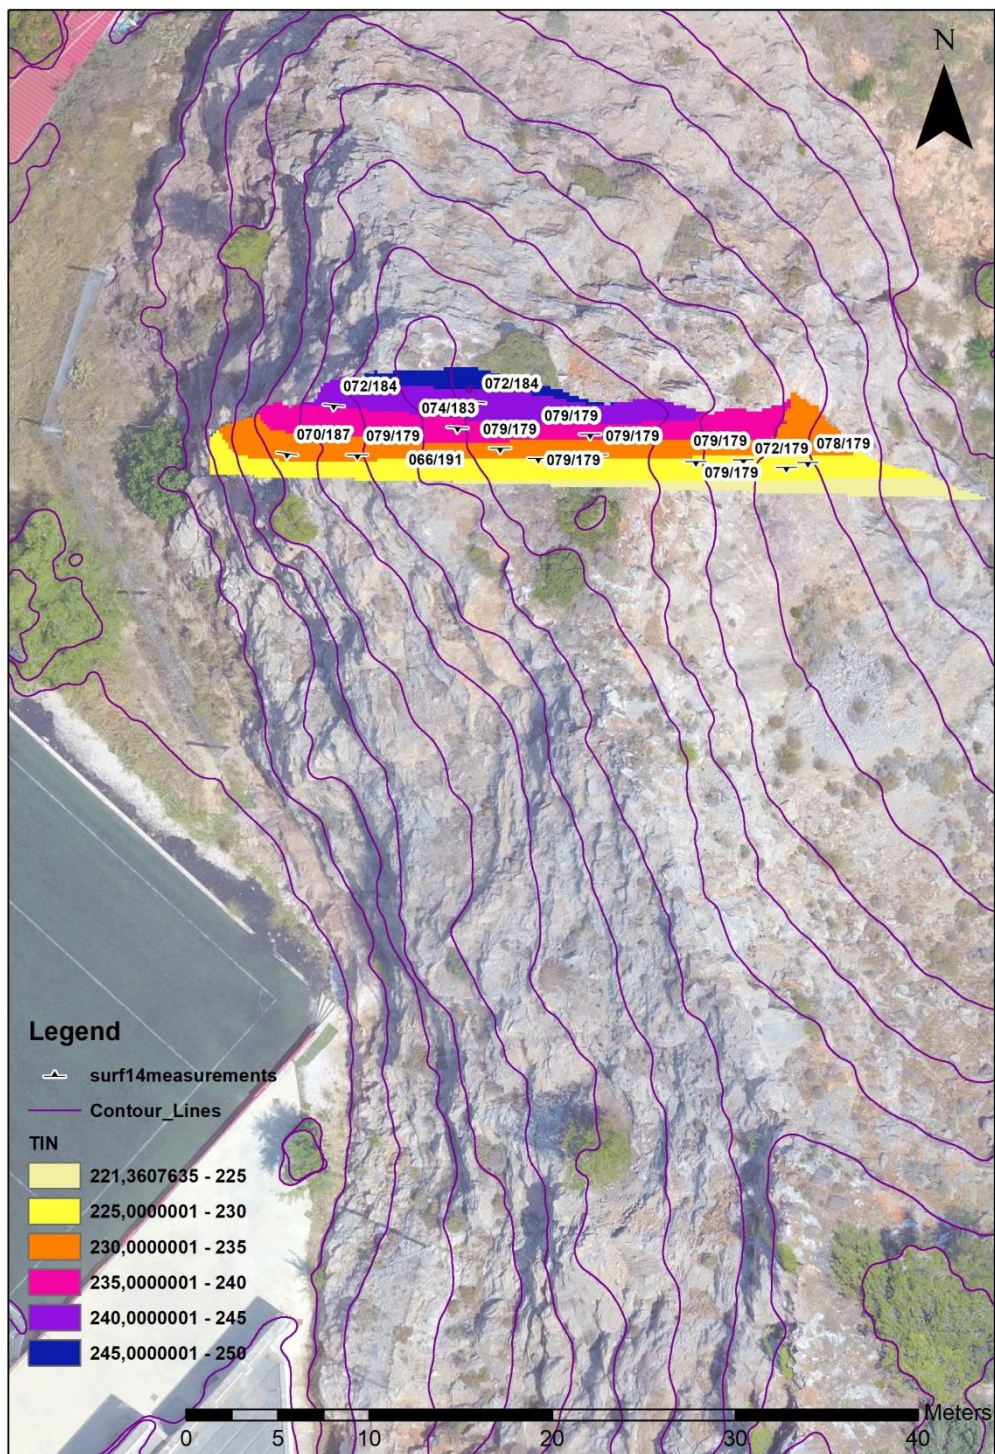 N
072/184
072/184
074/183
079/179
070/187
079/179
079/179
079/179
079/179
078/179
066/191
079/179
072/179
079/179
Legend
surf14measurements
Contour_Lines
TIN
221,3607635 - 225
225,0000001 - 230
230,0000001 - 235
235,0000001 - 240
240,0000001 - 245
245,0000001 - 250
Meters
0 5 10 20 30 40